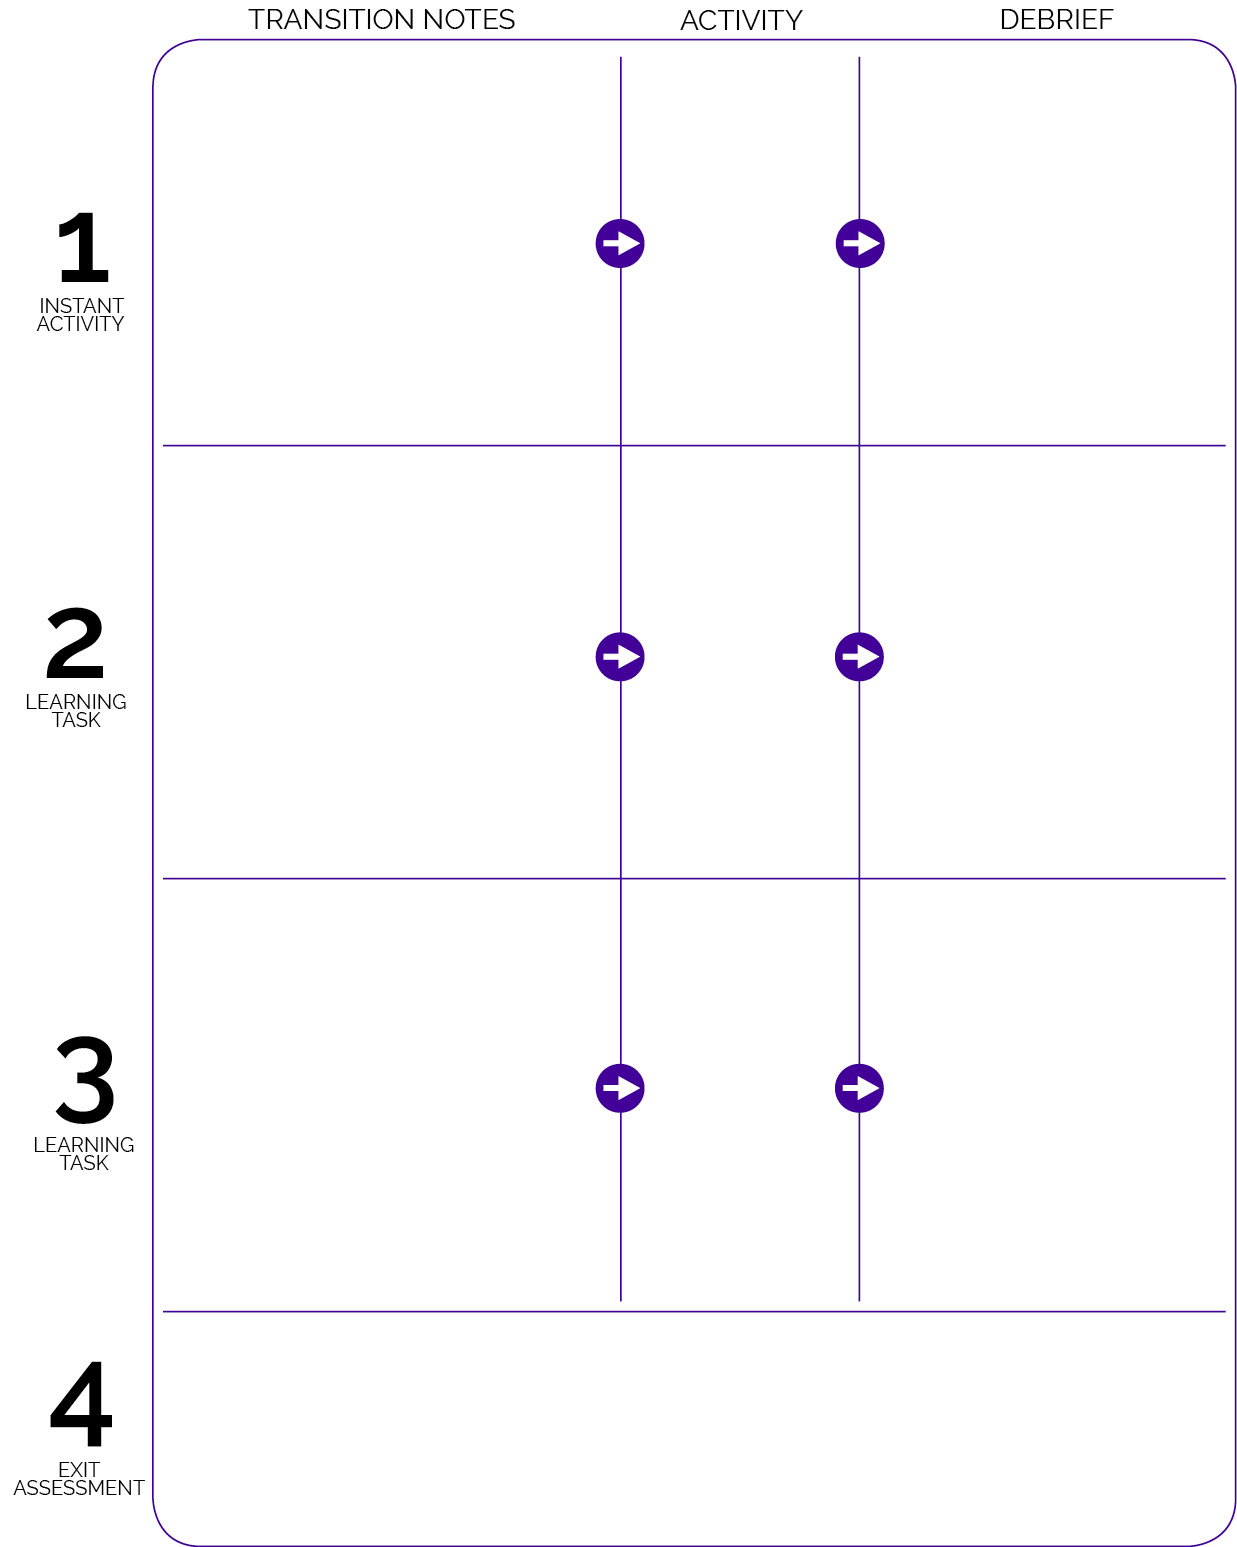 TRANSITION NOTES
ACTIVITY
DEBRIEF
1
INSTANT
ACTIVITY
2
LEARNING
TASK
3
LEARNING
TASK
4
EXIT
ASSESSMENT